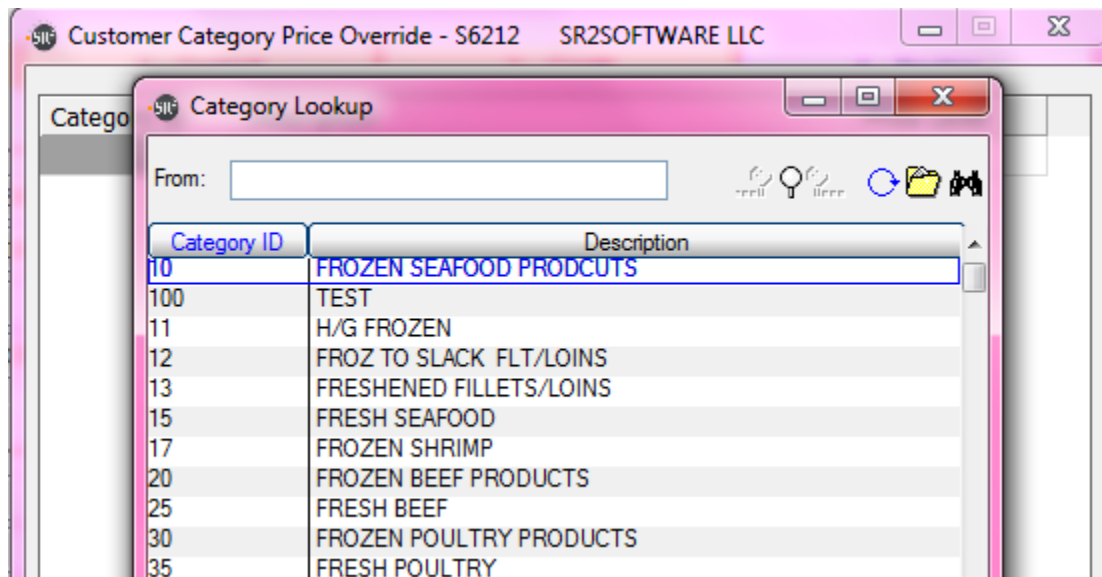 Customer Category Price Override - S6212 SR2SOFTWARE LLC
Category Lookup
Catego
From:
Category ID Description
10 FROZEN SEAFOOD PRODCUTS
100 TEST
11 H/G FROZEN
12 FROZ TO SLACK FLT/LOINS
13 FRESHENED FILLETS/LOINS
15 FRESH SEAFOOD
17 FROZEN SHRIMP
20 FROZEN BEEF PRODUCTS
25 FRESH BEEF
30 FROZEN POULTRY PRODUCTS
35 FRESH POULTRY